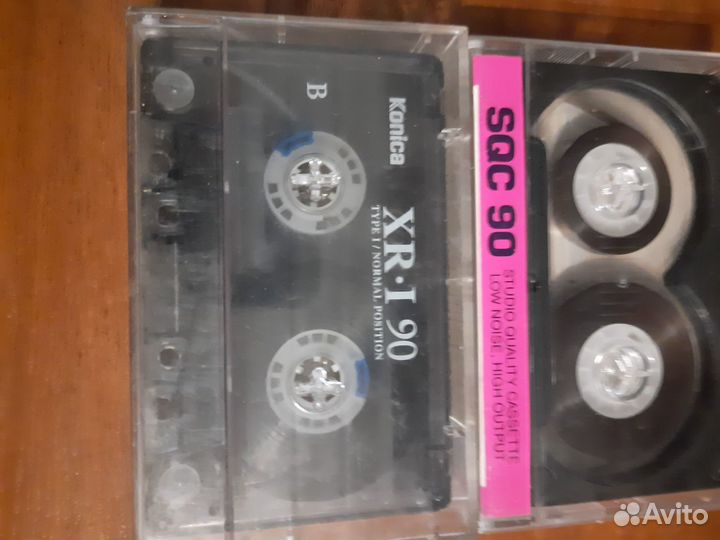 B
Konica
XR·I 90
TYPE I / NORMAL POSITION
SQC 90
STUDIO QUALITY CASSETTE
LOW NOISE, HIGH OUTPUT
Avito